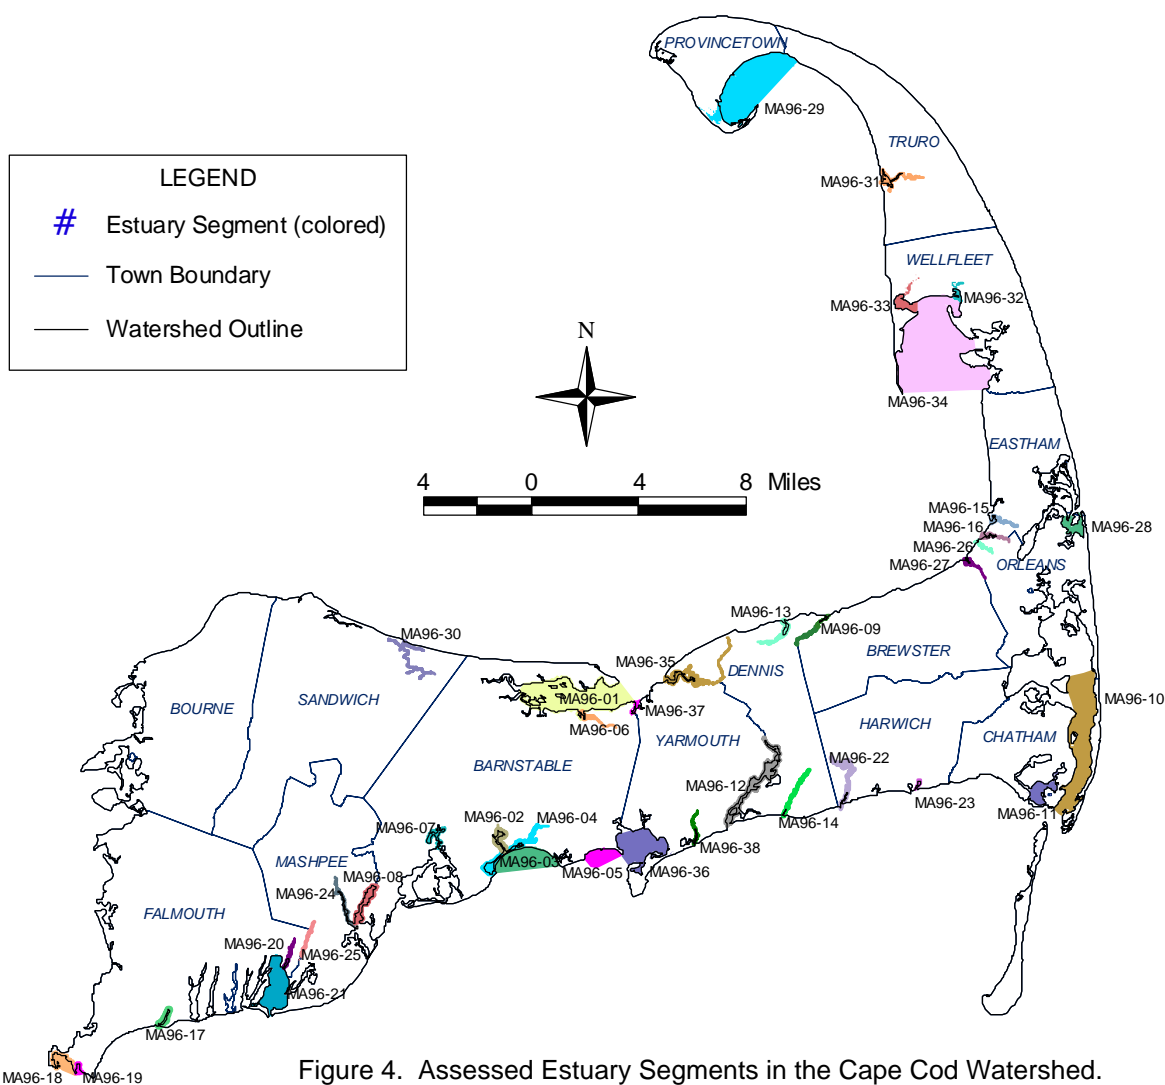 PROVINCETOWN
MA96-29
TRURO
MA96-31
LEGEND
# Estuary Segment (colored)
Town Boundary
Watershed Outline
WELLFLEET
MA96-33
MA96-32
N
MA96-34
EASTHAM
4 0 4 8 Miles
MA96-15
MA96-16
MA96-28
MA96-26
MA96-27
ORLEANS
MA96-13
MA96-09
MA96-30
MA96-35
DENNIS
BREWSTER
SANDWICH
BOURNE
MA96-01
MA96-37
MA96-10
MA96-06
YARMOUTH
HARWICH
CHATHAM
BARNSTABLE
MA96-22
MA96-12
MA96-23
MA96-11
MA96-02
MA96-04
MA96-07
MA96-14
MA96-38
MASHPEE
MA96-03
MA96-05
MA96-36
MA96-08
MA96-24
FALMOUTH
MA96-20
MA96-25
MA96-21
MA96-17
MA96-18
MA96-19
Figure 4. Assessed Estuary Segments in the Cape Cod Watershed.